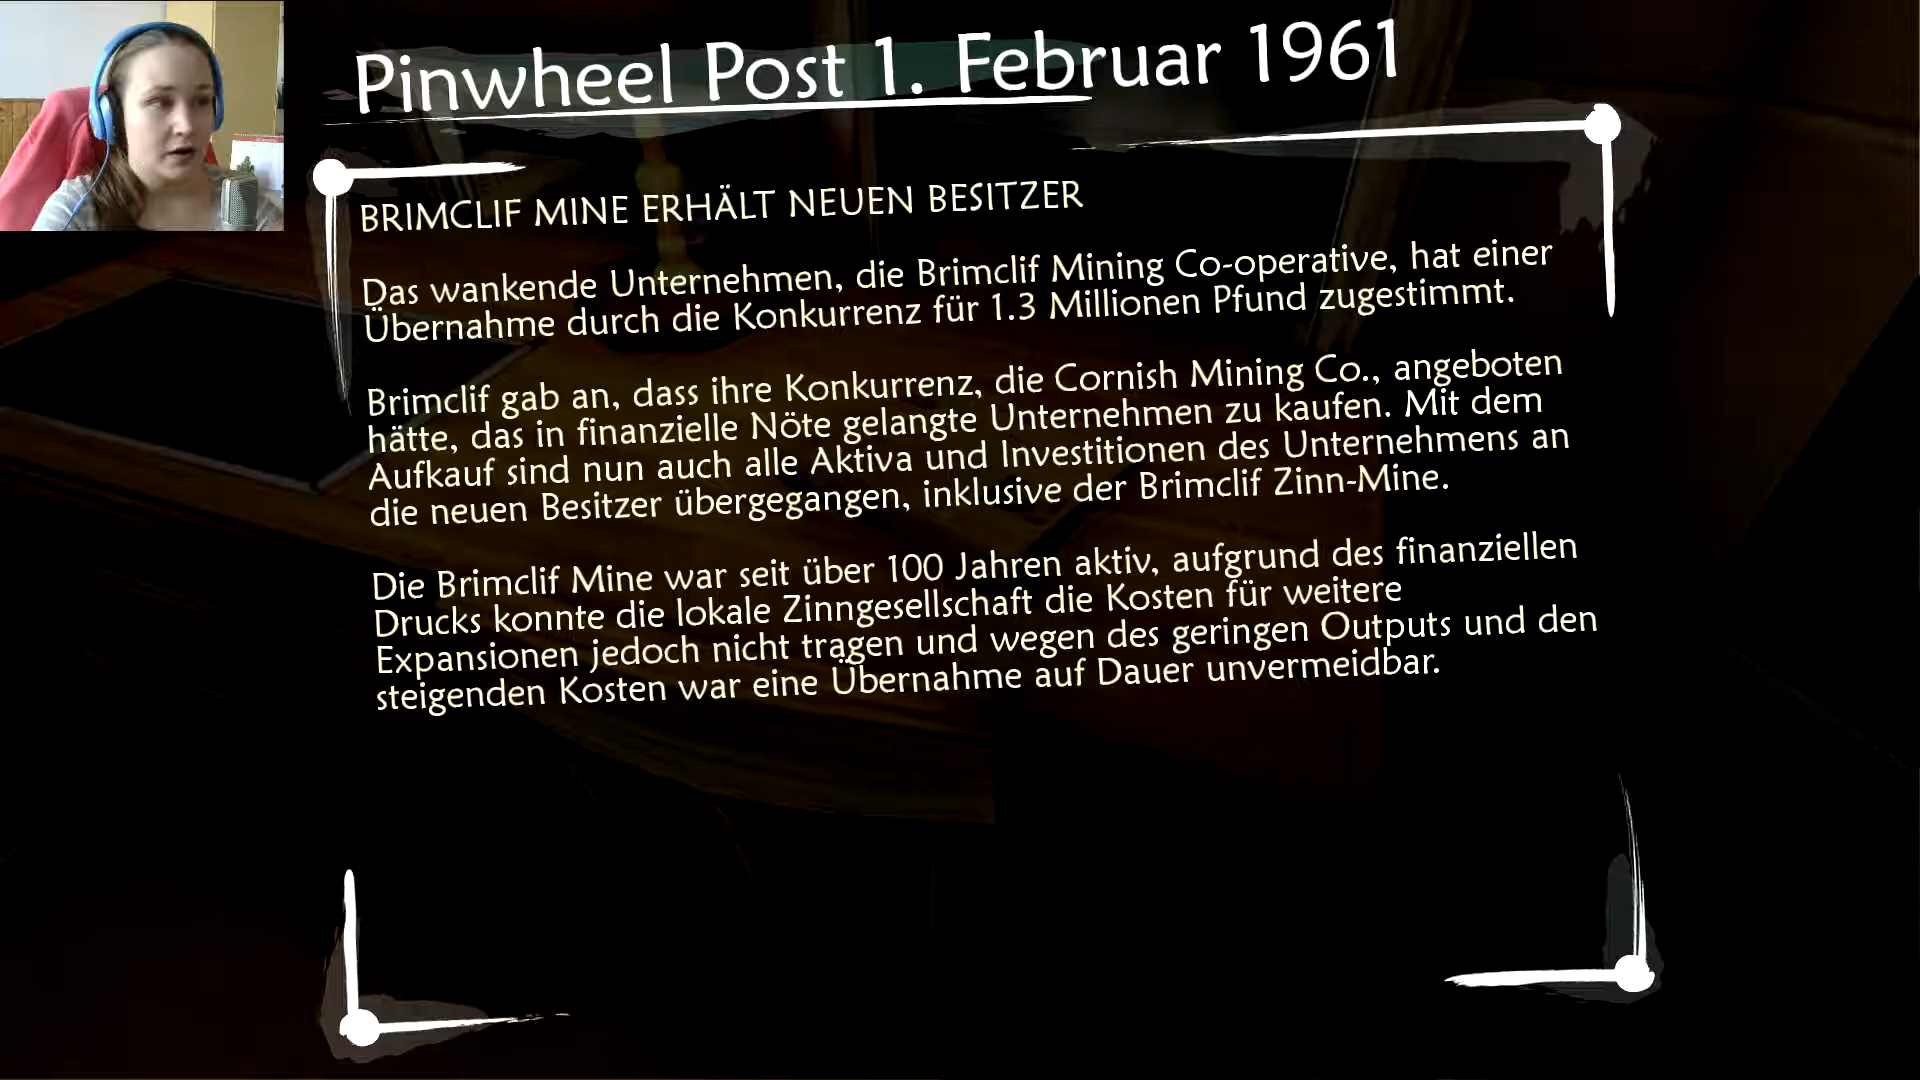 Pinwheel Post 1. Februar 1961
BRIMCLIF MINE ERHÄLT NEUEN BESITZER
Das wankende Unternehmen, die Brimclif Mining Co-operative, hat einer
Übernahme durch die Konkurrenz für 1.3 Millionen Pfund zugestimmt.
Brimclif gab an, dass ihre Konkurrenz, die Cornish Mining Co., angeboten
hätte, das in finanzielle Nöte gelangte Unternehmen zu kaufen. Mit dem
Aufkauf sind nun auch alle Aktiva und Investitionen des Unternehmens an
die neuen Besitzer übergegangen, inklusive der Brimclif Zinn-Mine.
Die Brimclif Mine war seit über 100 Jahren aktiv, aufgrund des finanziellen
Drucks konnte die lokale Zinngesellschaft die Kosten für weitere
Expansionen jedoch nicht tragen und wegen des geringen Outputs und den
steigenden Kosten war eine Übernahme auf Dauer unvermeidbar.